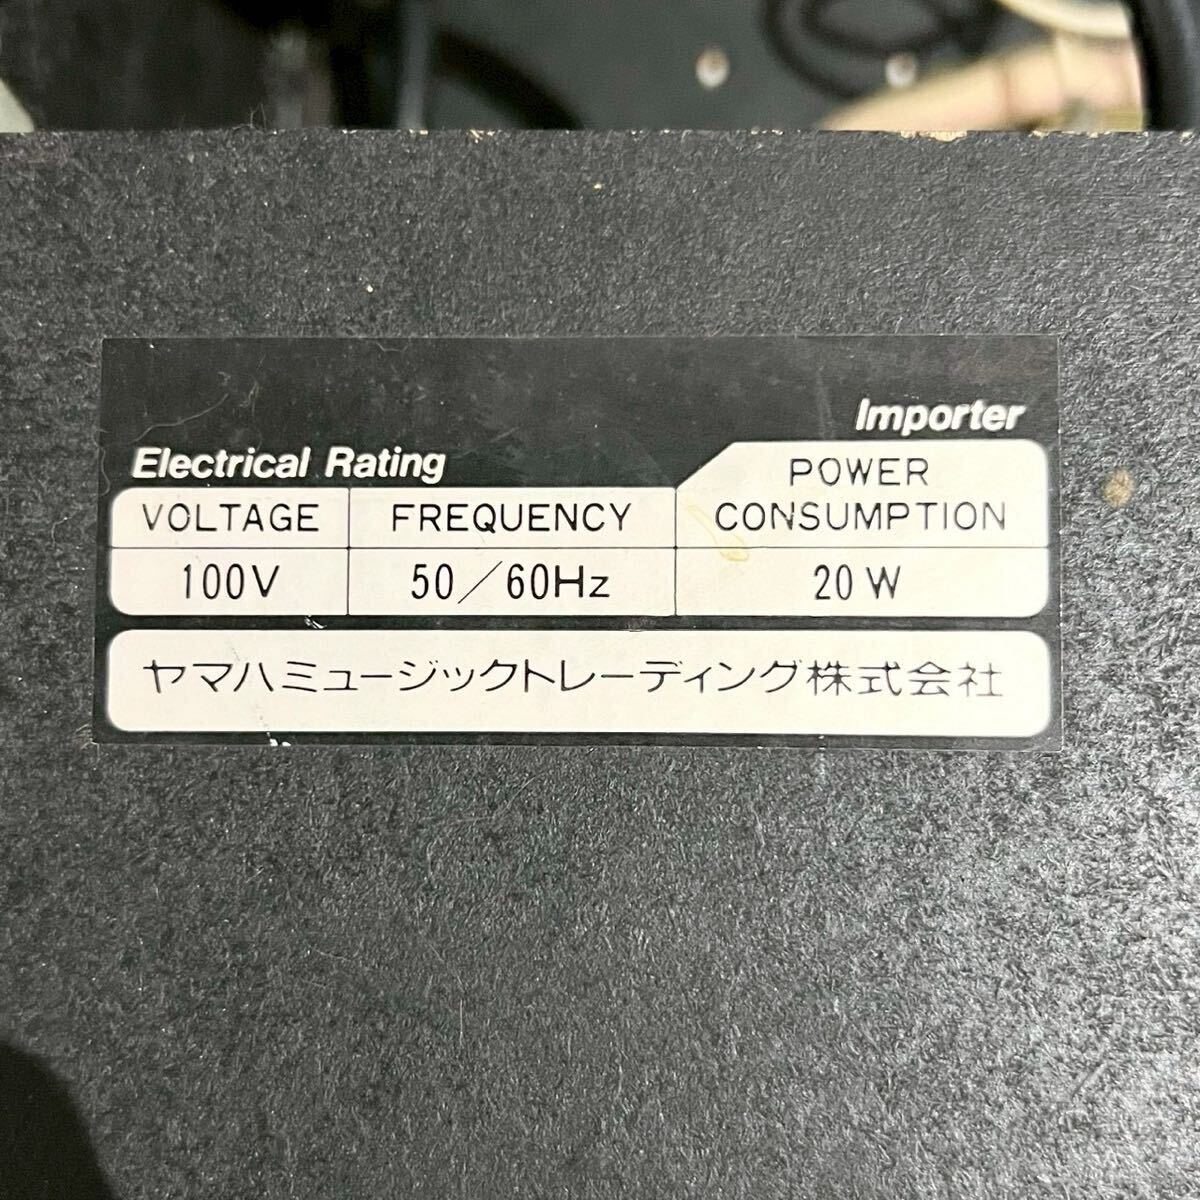 Importer
Electrical Rating
VOLTAGE FREQUENCY POWER CONSUMPTION
100V 50/60Hz 20W
ヤマハミュージックトレーディング株式会社